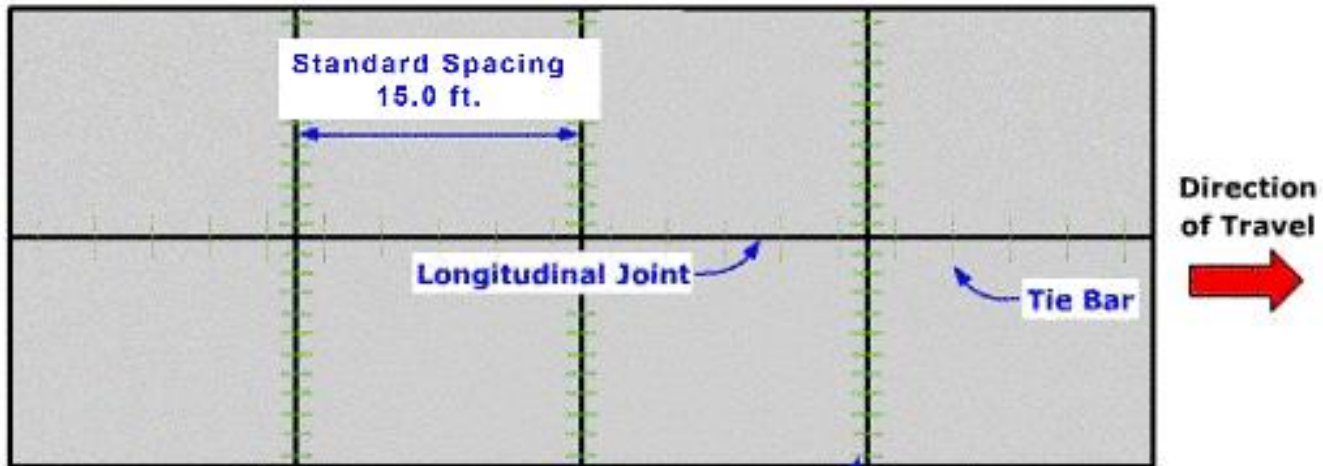 Standard Spacing
15.0 ft.
Direction
of Travel
Longitudinal Joint
Tie Bar